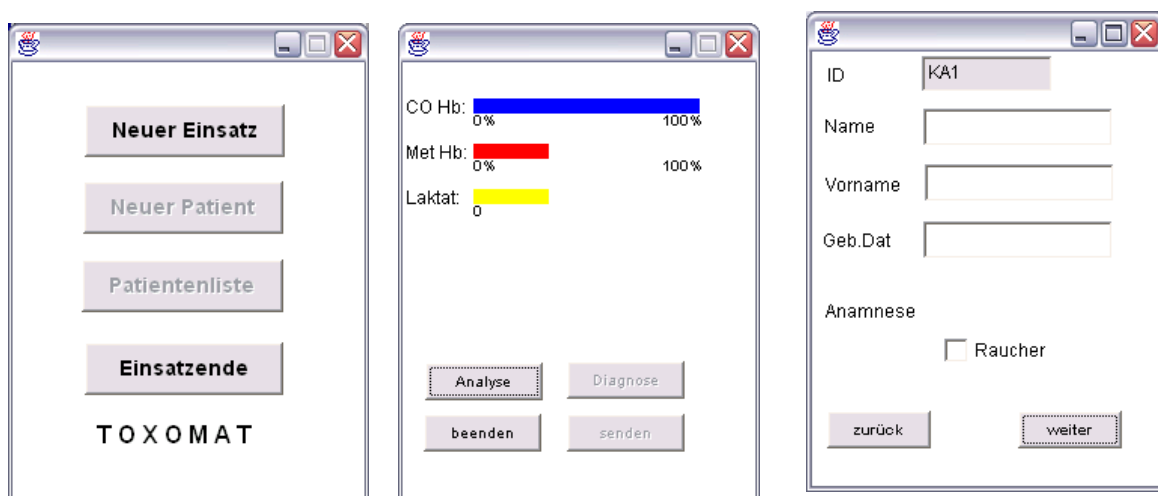 Neuer Einsatz
Neuer Patient
Patientenliste
Einsatzende
TOXOMAT
CO Hb:
0% 100%
Met Hb:
0% 100%
Laktat:
0
Analyse Diagnose
beenden senden
ID KA1
Name
Vorname
Geb.Dat
Anamnese
Raucher
zurück weiter